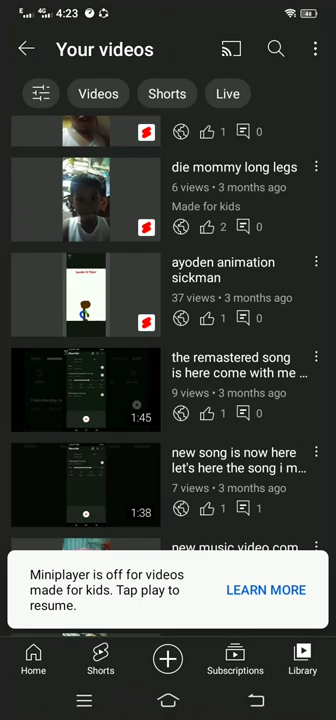 4:23
48
Your videos
Videos
Shorts
Live
1
0
die mommy long legs
6 views • 3 months ago
Made for kids
2
0
ayoden animation
sickman
37 views • 3 months ago
1
0
the remastered song
is here come with me ...
9 views • 3 months ago
1:45
1
0
new song is now here
let's here the song i m...
7 views • 3 months ago
1:38
1
1
new music video com
Miniplayer is off for videos
made for kids. Tap play to
resume.
LEARN MORE
Home
Shorts
Subscriptions
Library